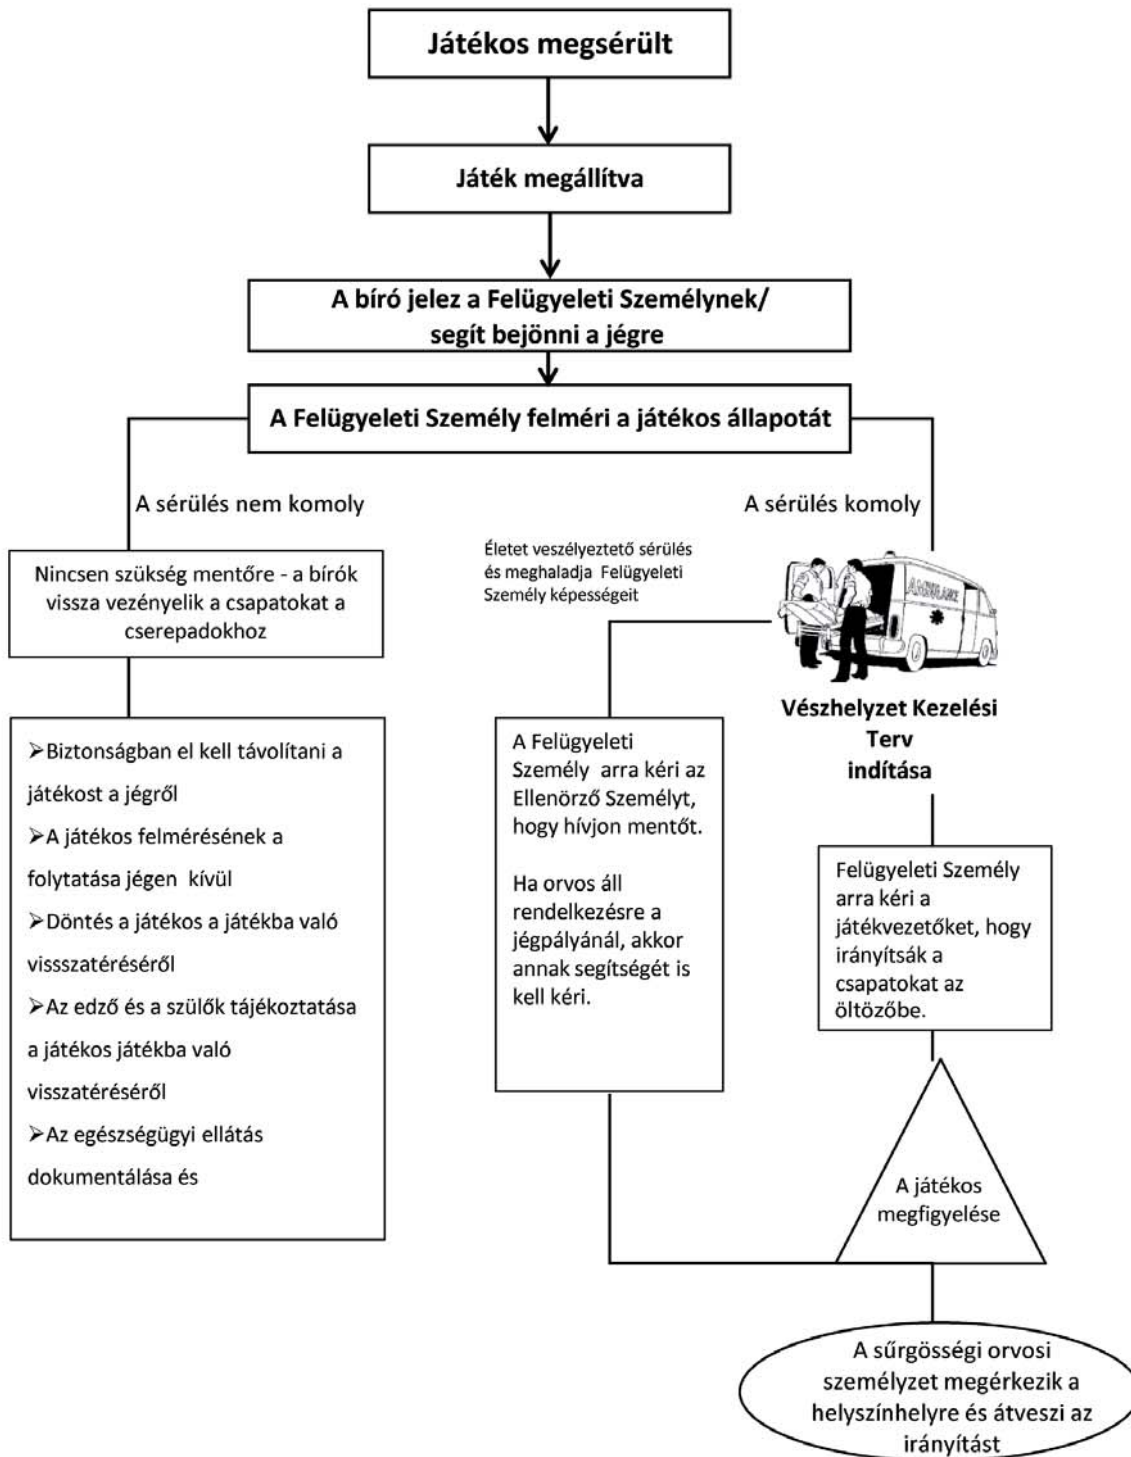 Játékos megsérült
Játék megállítva
A bíró jelez a Felügyeleti Személynek/
segít bejönni a jégre
A Felügyeleti Személy felméri a játékos állapotát
A sérülés nem komoly
Nincsen szükség mentőre - a bírók
vissza vezénylik a csapatokat a
cserepadokhoz
➢Biztonságban el kell távolítani a
játékost a jégről
➢A játékos felmérésének a
folytatása jégen kívül
➢Döntés a játékos a játékba való
vissszatéréséről
➢Az edző és a szülők tájékoztatása
a játékos játékba való
visszatéréséről
➢Az egészségügyi ellátás
dokumentálása és
A sérülés komoly
Életet veszélyeztető sérülés
és meghaladja Felügyeleti
Személy képességeit
AMBULANCE
Vészhelyzet Kezelési
Terv
indítása
A Felügyeleti
Személy arra kéri az
Ellenörző Személyt,
hogy hívjon mentőt.
Ha orvos áll
rendelkezésre a
jégpályánál, akkor
annak segítségét is
kell kéri.
Felügyeleti Személy
arra kéri a
játékvezetőket, hogy
irányítsák a
csapatokat az
öltözőbe.
A játékos
megfigyelése
A sűrgösségi orvosi
személyzet megérkezik a
helyszínhelyre és átveszi az
irányítást